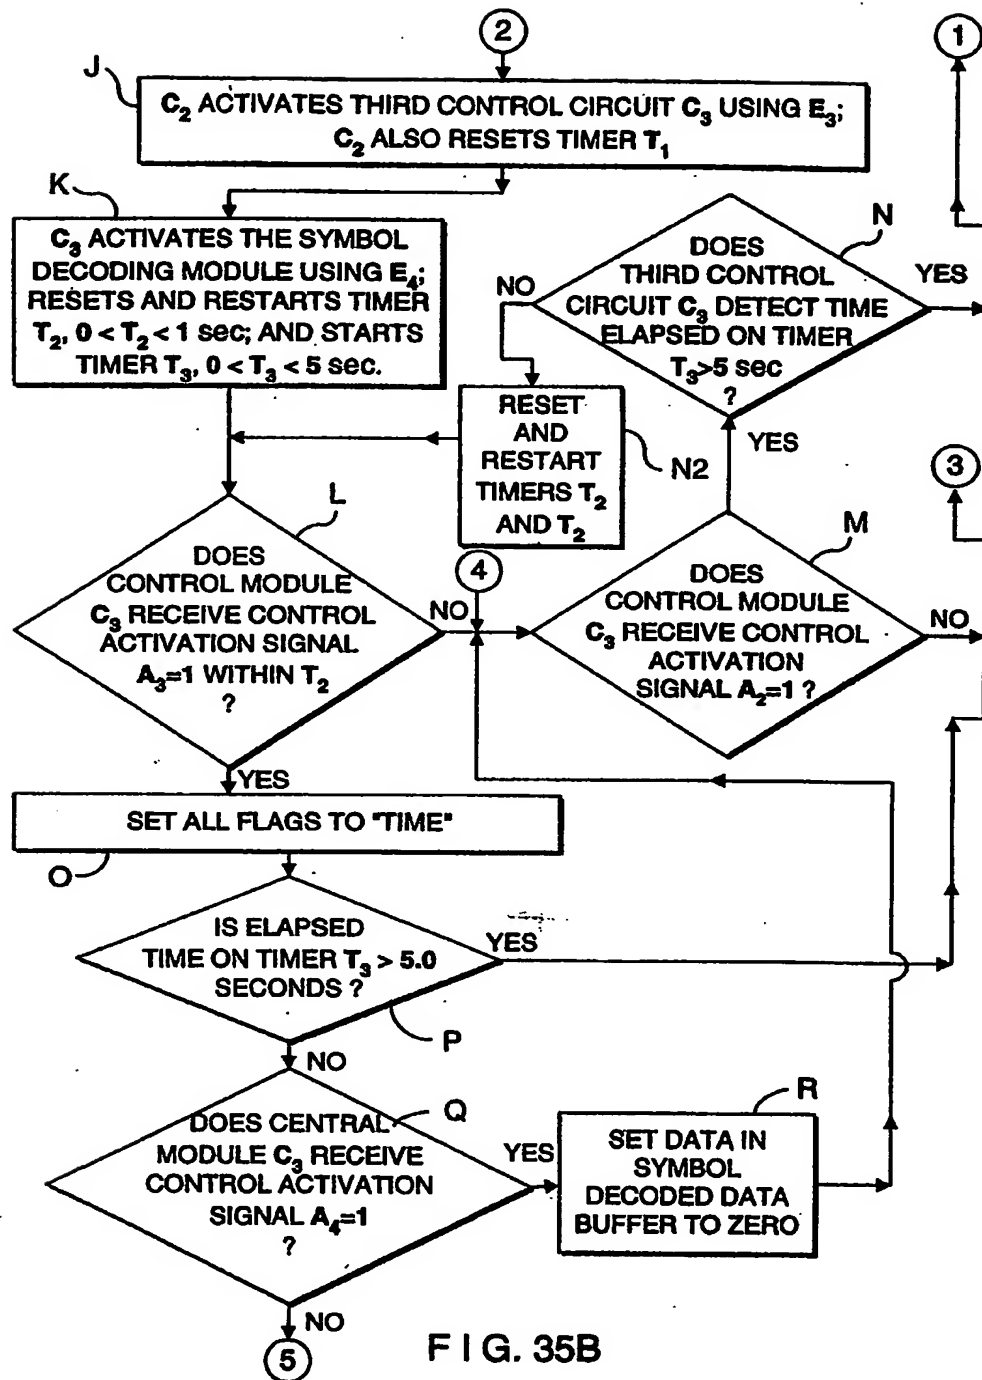 2
1
J
C2 ACTIVATES THIRD CONTROL CIRCUIT C3 USING E3;
C2 ALSO RESETS TIMER T1
K
C3 ACTIVATES THE SYMBOL
DECODING MODULE USING E4;
RESETS AND RESTARTS TIMER
T2, 0 < T2 < 1 sec; AND STARTS
TIMER T3, 0 < T3 < 5 sec.
N
DOES
THIRD CONTROL
CIRCUIT C3 DETECT TIME
ELAPSED ON TIMER
T3>5 sec
?
NO
YES
YES
RESET
AND
RESTART
TIMERS T2
AND T2
N2
3
L
DOES
CONTROL MODULE
C3 RECEIVE CONTROL
ACTIVATION SIGNAL
A3=1 WITHIN T2
?
NO
4
M
DOES
CONTROL MODULE
C3 RECEIVE CONTROL
ACTIVATION
SIGNAL A2=1 ?
NO
YES
SET ALL FLAGS TO "TIME"
O
IS ELAPSED
TIME ON TIMER T3 > 5.0
SECONDS ?
YES
P
NO
Q
DOES CENTRAL
MODULE C3 RECEIVE
CONTROL ACTIVATION
SIGNAL A4=1
?
YES
R
SET DATA IN
SYMBOL
DECODED DATA
BUFFER TO ZERO
NO
5
FIG. 35B